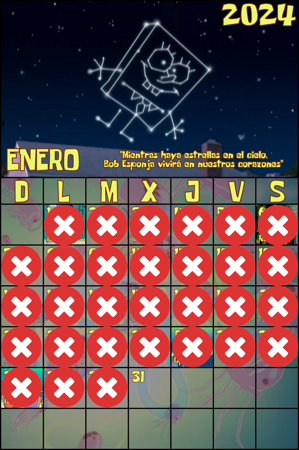 2024
ENERO
"Mientras haya estrellas en el cielo,
Bob Esponja vivirá en nuestros corazones"
D L M X J V S
31